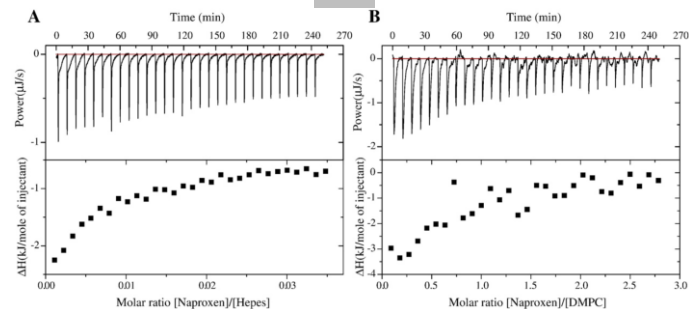 A
Time (min)
0 30 60 90 120 150 180 210 240 270
Power(μJ/s)
0
-1
ΔH(kJ/mole of injectant)
-1
-2
0.00 0.01 0.02 0.03
Molar ratio [Naproxen]/[Hepes]
B
Time (min)
0 30 60 90 120 150 180 210 240 270
Power(μJ/s)
0
-1
-2
ΔH(kJ/mole of injectant)
0
-1
-2
-3
-4
0.0 0.5 1.0 1.5 2.0 2.5 3.0
Molar ratio [Naproxen]/[DMPC]